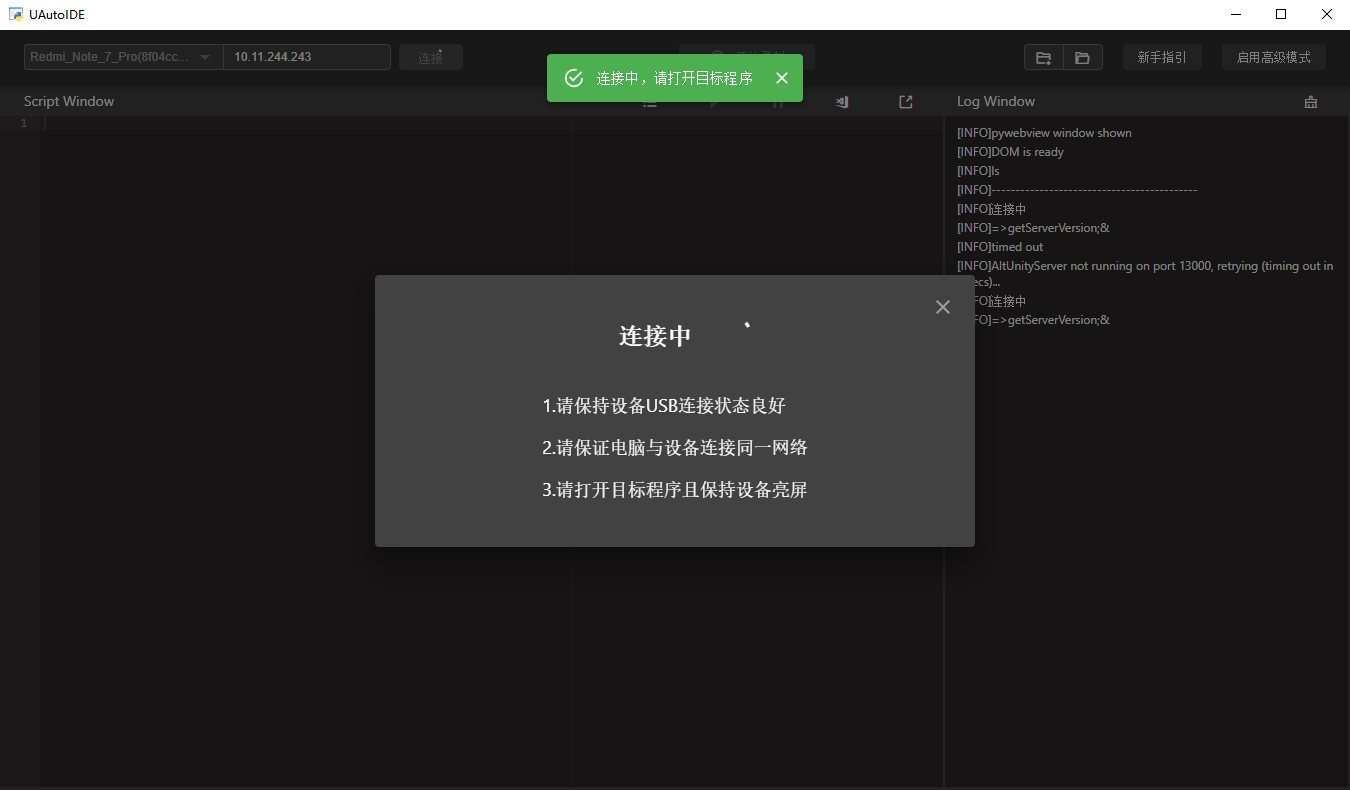 UAutoIDE
Redmi_Note_7_Pro(8f04cc...
10.11.244.243
连接
连接中，请打开目标程序
新手指引
启用高级模式
Script Window
Log Window
1
[INFO]pywebview window shown
[INFO]DOM is ready
[INFO]ls
[INFO]-------------------------------------------
[INFO]连接中
[INFO]=>getServerVersion;&
[INFO]timed out
[INFO]AltUnityServer not running on port 13000, retrying (timing out in
ecs)...
FO]连接中
FO]=>getServerVersion;&
连接中
1.请保持设备USB连接状态良好
2.请保证电脑与设备连接同一网络
3.请打开目标程序且保持设备亮屏